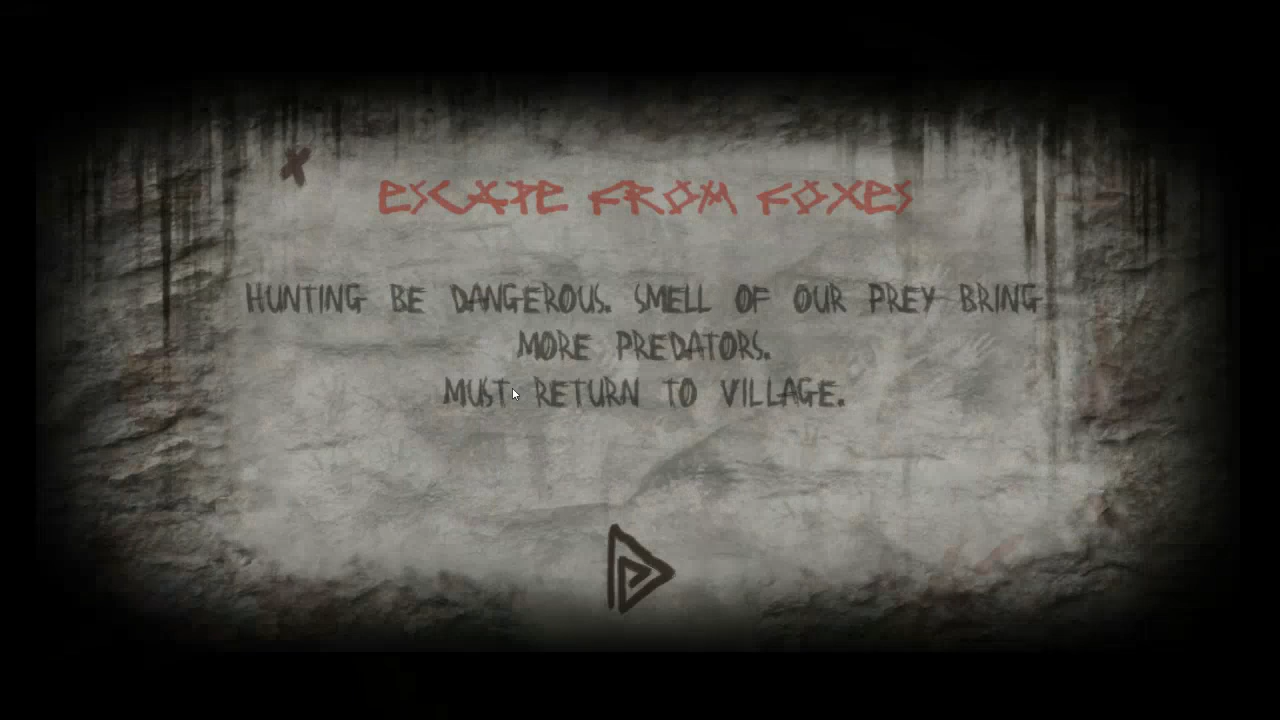 ESCAPE FROM FOXES
HUNTING BE DANGEROUS. SMELL OF OUR PREY BRING
MORE PREDATORS.
MUST RETURN TO VILLAGE.